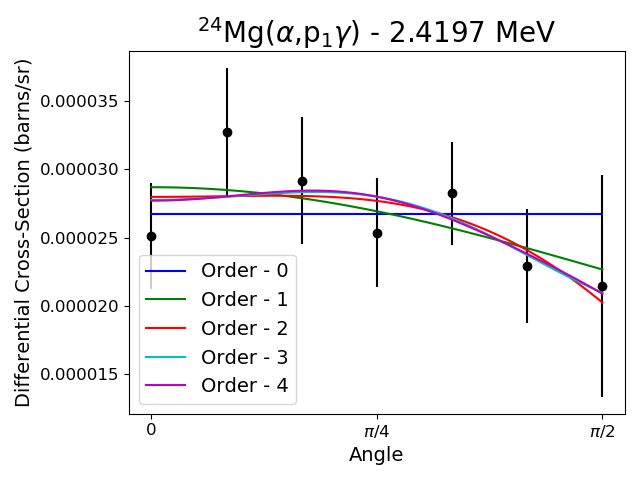 ²⁴Mg(α,p₁γ) - 2.4197 MeV
Differential Cross-Section (barns/sr)
0.000035
0.000030
0.000025
0.000020
0.000015
Order - 0
Order - 1
Order - 2
Order - 3
Order - 4
0
π/4
π/2
Angle